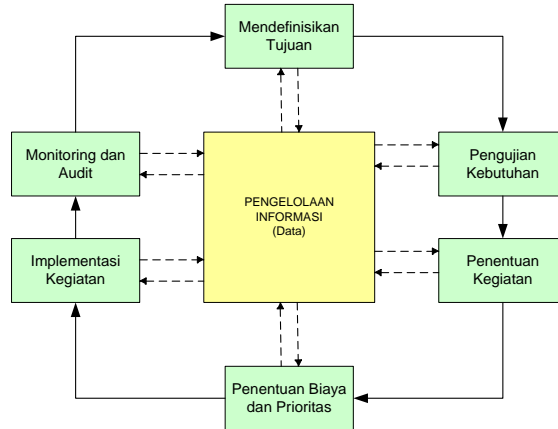 Mendefinisikan
Tujuan
Monitoring dan
Audit
Pengujian
Kebutuhan
PENGELOLAAN
INFORMASI
(Data)
Implementasi
Kegiatan
Penentuan
Kegiatan
Penentuan Biaya
dan Prioritas